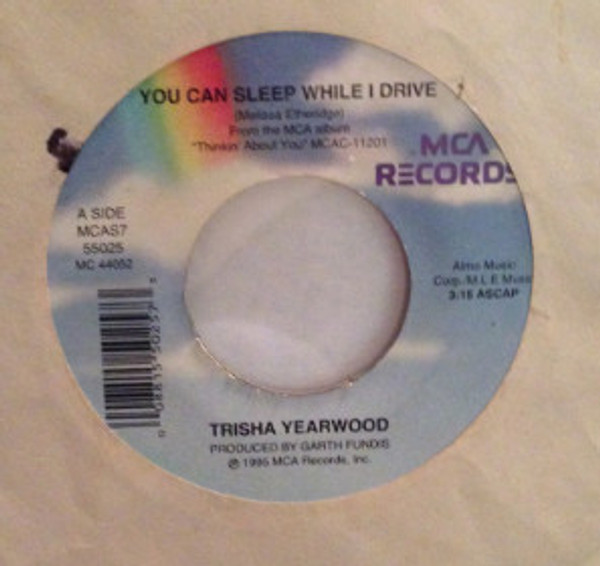 YOU CAN SLEEP WHILE I DRIVE
(Melissa Etheridge)
From the MCA album
"Thinkin' About You" MCAC-11201
MCA
RECORDS
A SIDE
MCAS7
55025
MC 44052
Almo Music
Corp./M L E Music
3:15 ASCAP
TRISHA YEARWOOD
PRODUCED BY GARTH FUNDIS
℗ 1995 MCA Records, Inc.